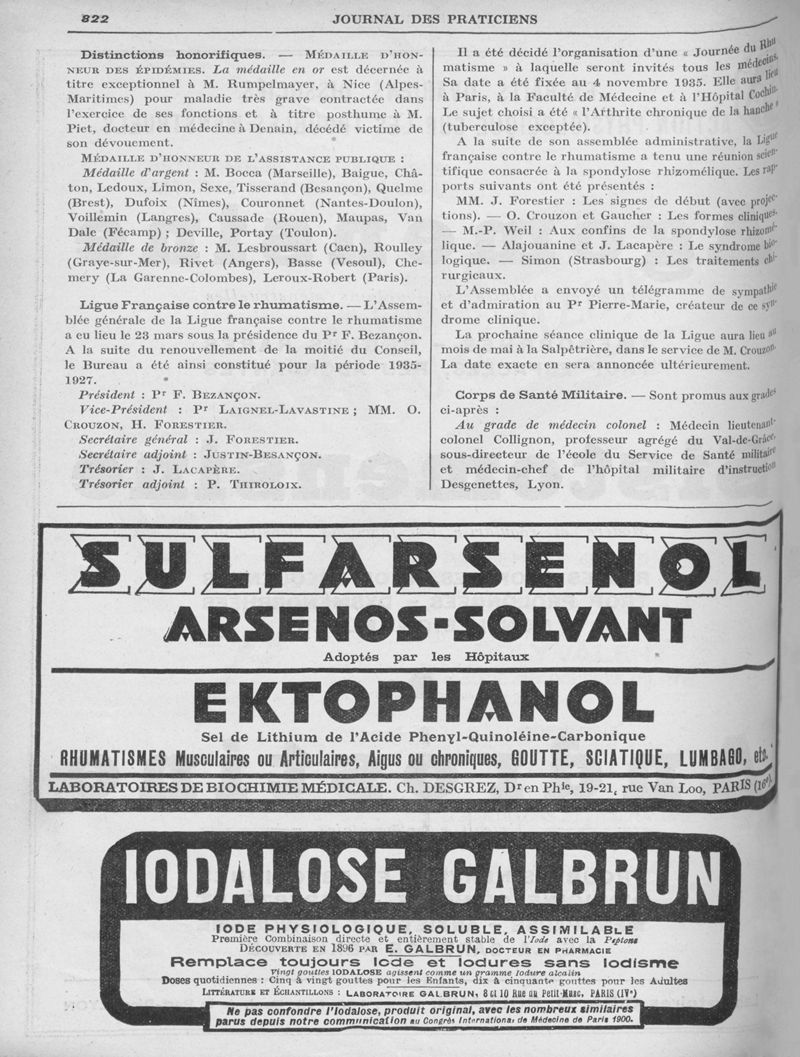 822
JOURNAL DES PRATICIENS
Distinctions honorifiques. — MÉDAILLE D'HON-
NEUR DES ÉPIDÉMIES. La médaille en or est décernée à
titre exceptionnel à M. Rumpelmayer, à Nice (Alpes-
Maritimes) pour maladie très grave contractée dans
l'exercice de ses fonctions et à titre posthume à M.
Piet, docteur en médecine à Denain, décédé victime de
son dévouement.
MÉDAILLE D'HONNEUR DE L'ASSISTANCE PUBLIQUE :
Médaille d'argent : M. Bocca (Marseille), Baigue, Châ-
ton, Ledoux, Limon, Sexe, Tisserand (Besançon), Quelme
(Brest), Dufoix (Nîmes), Couronnet (Nantes-Doulon),
Voillemin (Langres), Caussade (Rouen), Maupas, Van
Dale (Fécamp) ; Deville, Portay (Toulon).
Médaille de bronze : M. Lesbroussart (Caen), Roulley
(Graye-sur-Mer), Rivet (Angers), Basse (Vesoul), Che-
mery (La Garenne-Colombes), Leroux-Robert (Paris).
Ligue Française contre le rhumatisme. — L'Assem-
blée générale de la Ligue française contre le rhumatisme
a eu lieu le 23 mars sous la présidence du Pr F. Bezançon.
A la suite du renouvellement de la moitié du Conseil,
le Bureau a été ainsi constitué pour la période 1935-
1927.
Président : Pr F. BEZANÇON.
Vice-Président : Pr LAIGNEL-LAVASTINE ; MM. O.
CROUZON, H. FORESTIER.
Secrétaire général : J. FORESTIER.
Secrétaire adjoint : JUSTIN-BESANÇON.
Trésorier : J. LACAPÈRE.
Trésorier adjoint : P. THIROLOIX.
Il a été décidé l'organisation d'une « Journée du Rhu
matisme » à laquelle seront invités tous les médecins.
Sa date a été fixée au 4 novembre 1935. Elle aura lieu
à Paris, à la Faculté de Médecine et à l'Hôpital Cochin.
Le sujet choisi a été « l'Arthrite chronique de la hanche »
(tuberculose exceptée).
A la suite de son assemblée administrative, la Ligue
française contre le rhumatisme a tenu une réunion scien-
tifique consacrée à la spondylose rhizomélique. Les rap-
ports suivants ont été présentés :
MM. J. Forestier : Les signes de début (avec projec-
tions). — O. Crouzon et Gaucher : Les formes cliniques.
— M.-P. Weil : Aux confins de la spondylose rhizomé-
lique. — Alajouanine et J. Lacapère : Le syndrome bio-
logique. — Simon (Strasbourg) : Les traitements chi-
rurgicaux.
L'Assemblée a envoyé un télégramme de sympathie
et d'admiration au Pr Pierre-Marie, créateur de ce syn-
drome clinique.
La prochaine séance clinique de la Ligue aura lieu au
mois de mai à la Salpêtrière, dans le service de M. Crouzon.
La date exacte en sera annoncée ultérieurement.
Corps de Santé Militaire. — Sont promus aux grades
ci-après :
Au grade de médecin colonel : Médecin lieutenant-
colonel Collignon, professeur agrégé du Val-de-Grâce,
sous-direeteur de l'école du Service de Santé militaire
et médecin-chef de l'hôpital militaire d'instruction
Desgenettes, Lyon.
SULFARSENOL
ARSENOS-SOLVANT
Adoptés par les Hôpitaux
EKTOPHANOL
Sel de Lithium de l'Acide Phenyl-Quinoléine-Carbonique
RHUMATISMES Musculaires ou Articulaires, Aigus ou chroniques, GOUTTE, SCIATIQUE, LUMBAGO, etc.
LABORATOIRES DE BIOCHIMIE MÉDICALE. Ch. DESGREZ, Dr en Phie, 19-21, rue Van Loo, PARIS (16e).
IODALOSE GALBRUN
IODE PHYSIOLOGIQUE, SOLUBLE, ASSIMILABLE
Première Combinaison directe et entièrement stable de l'Iode avec la Peptone
DÉCOUVERTE EN 1896 PAR E. GALBRUN, DOCTEUR EN PHARMACIE
Remplace toujours Iode et Iodures sans Iodisme
Vingt gouttes IODALOSE agissent comme un gramme Iodure alcalin
Doses quotidiennes : Cinq à vingt gouttes pour les Enfants, dix à cinquante gouttes pour les Adultes
LITTÉRATURE ET ÉCHANTILLONS : LABORATOIRE GALBRUN, 8 et 10 Rue du Petit-Musc, PARIS (IVe)
Ne pas confondre l'Iodalose, produit original, avec les nombreux similaires
parus depuis notre communication au Congrès International de Médecine de Paris 1900.